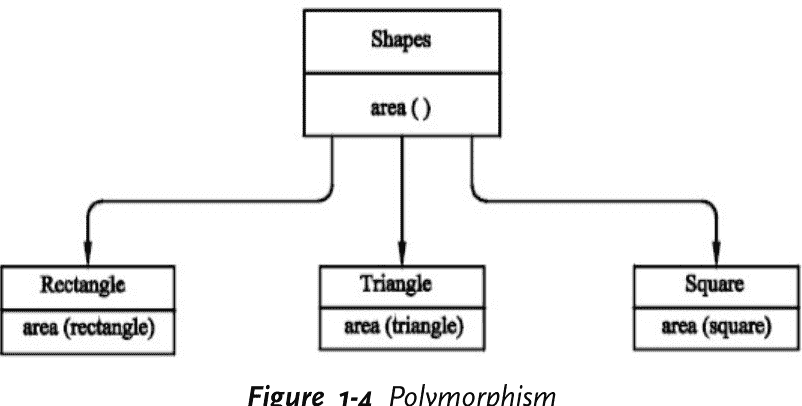 Shapes
area ( )
Rectangle
area (rectangle)
Triangle
area (triangle)
Square
area (square)
Figure 1-4 Polymorphism